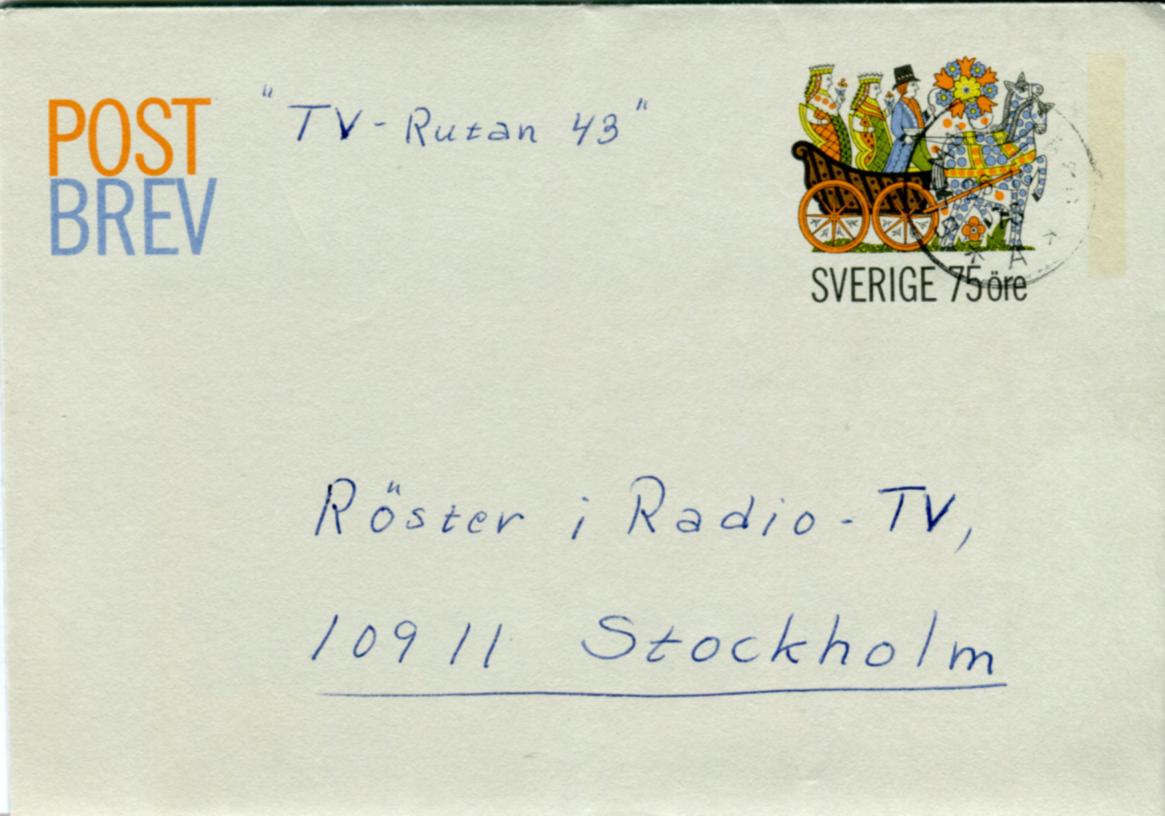 POST
BREV
"TV-Rutan 43"
SVERIGE 75 öre
Röster i Radio-TV,
109 11 Stockholm